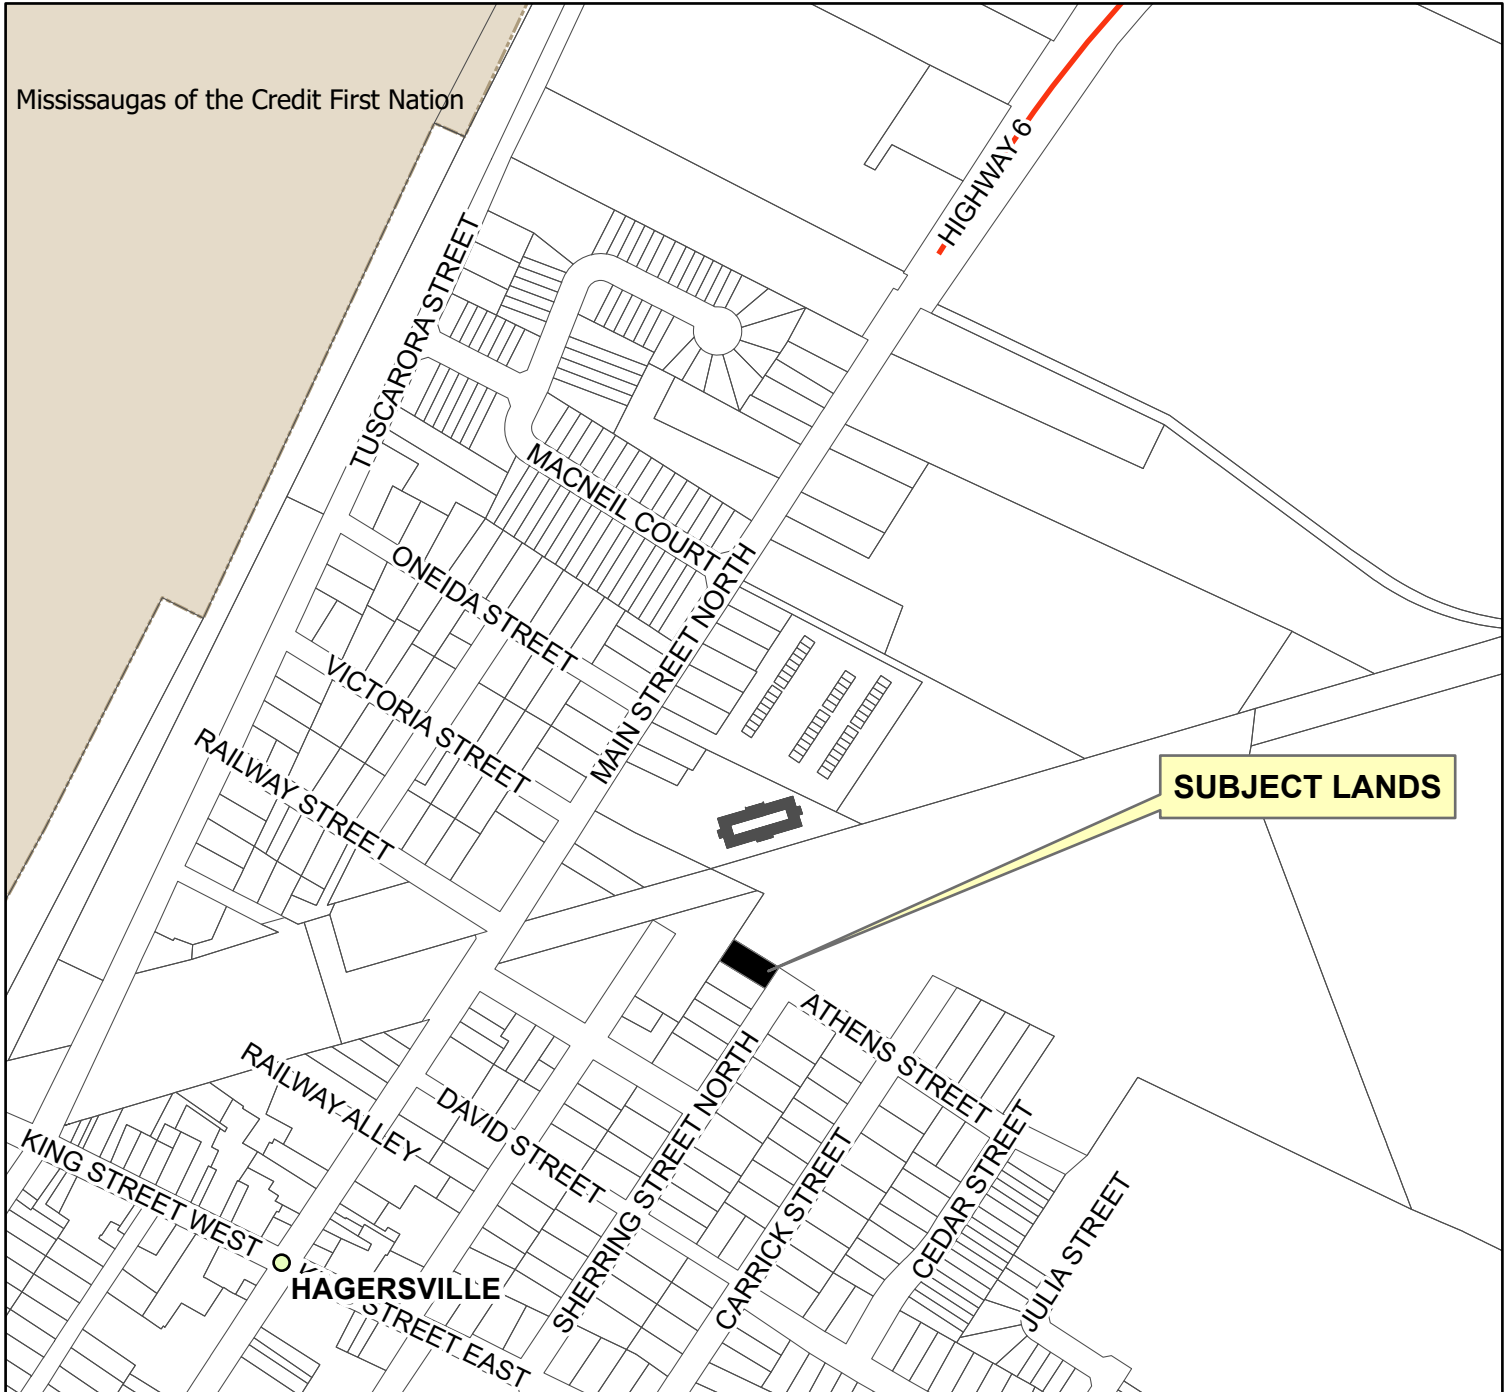 Mississaugas of the Credit First Nation
HIGHWAY 6
TUSCARORA STREET
MACNEIL COURT
ONEIDA STREET
MAIN STREET NORTH
VICTORIA STREET
RAILWAY STREET
SUBJECT LANDS
ATHENS STREET
RAILWAY ALLEY
DAVID STREET
SHERRING STREET NORTH
CARRICK STREET
CEDAR STREET
JULIA STREET
KING STREET WEST
HAGERSVILLE
STREET EAST